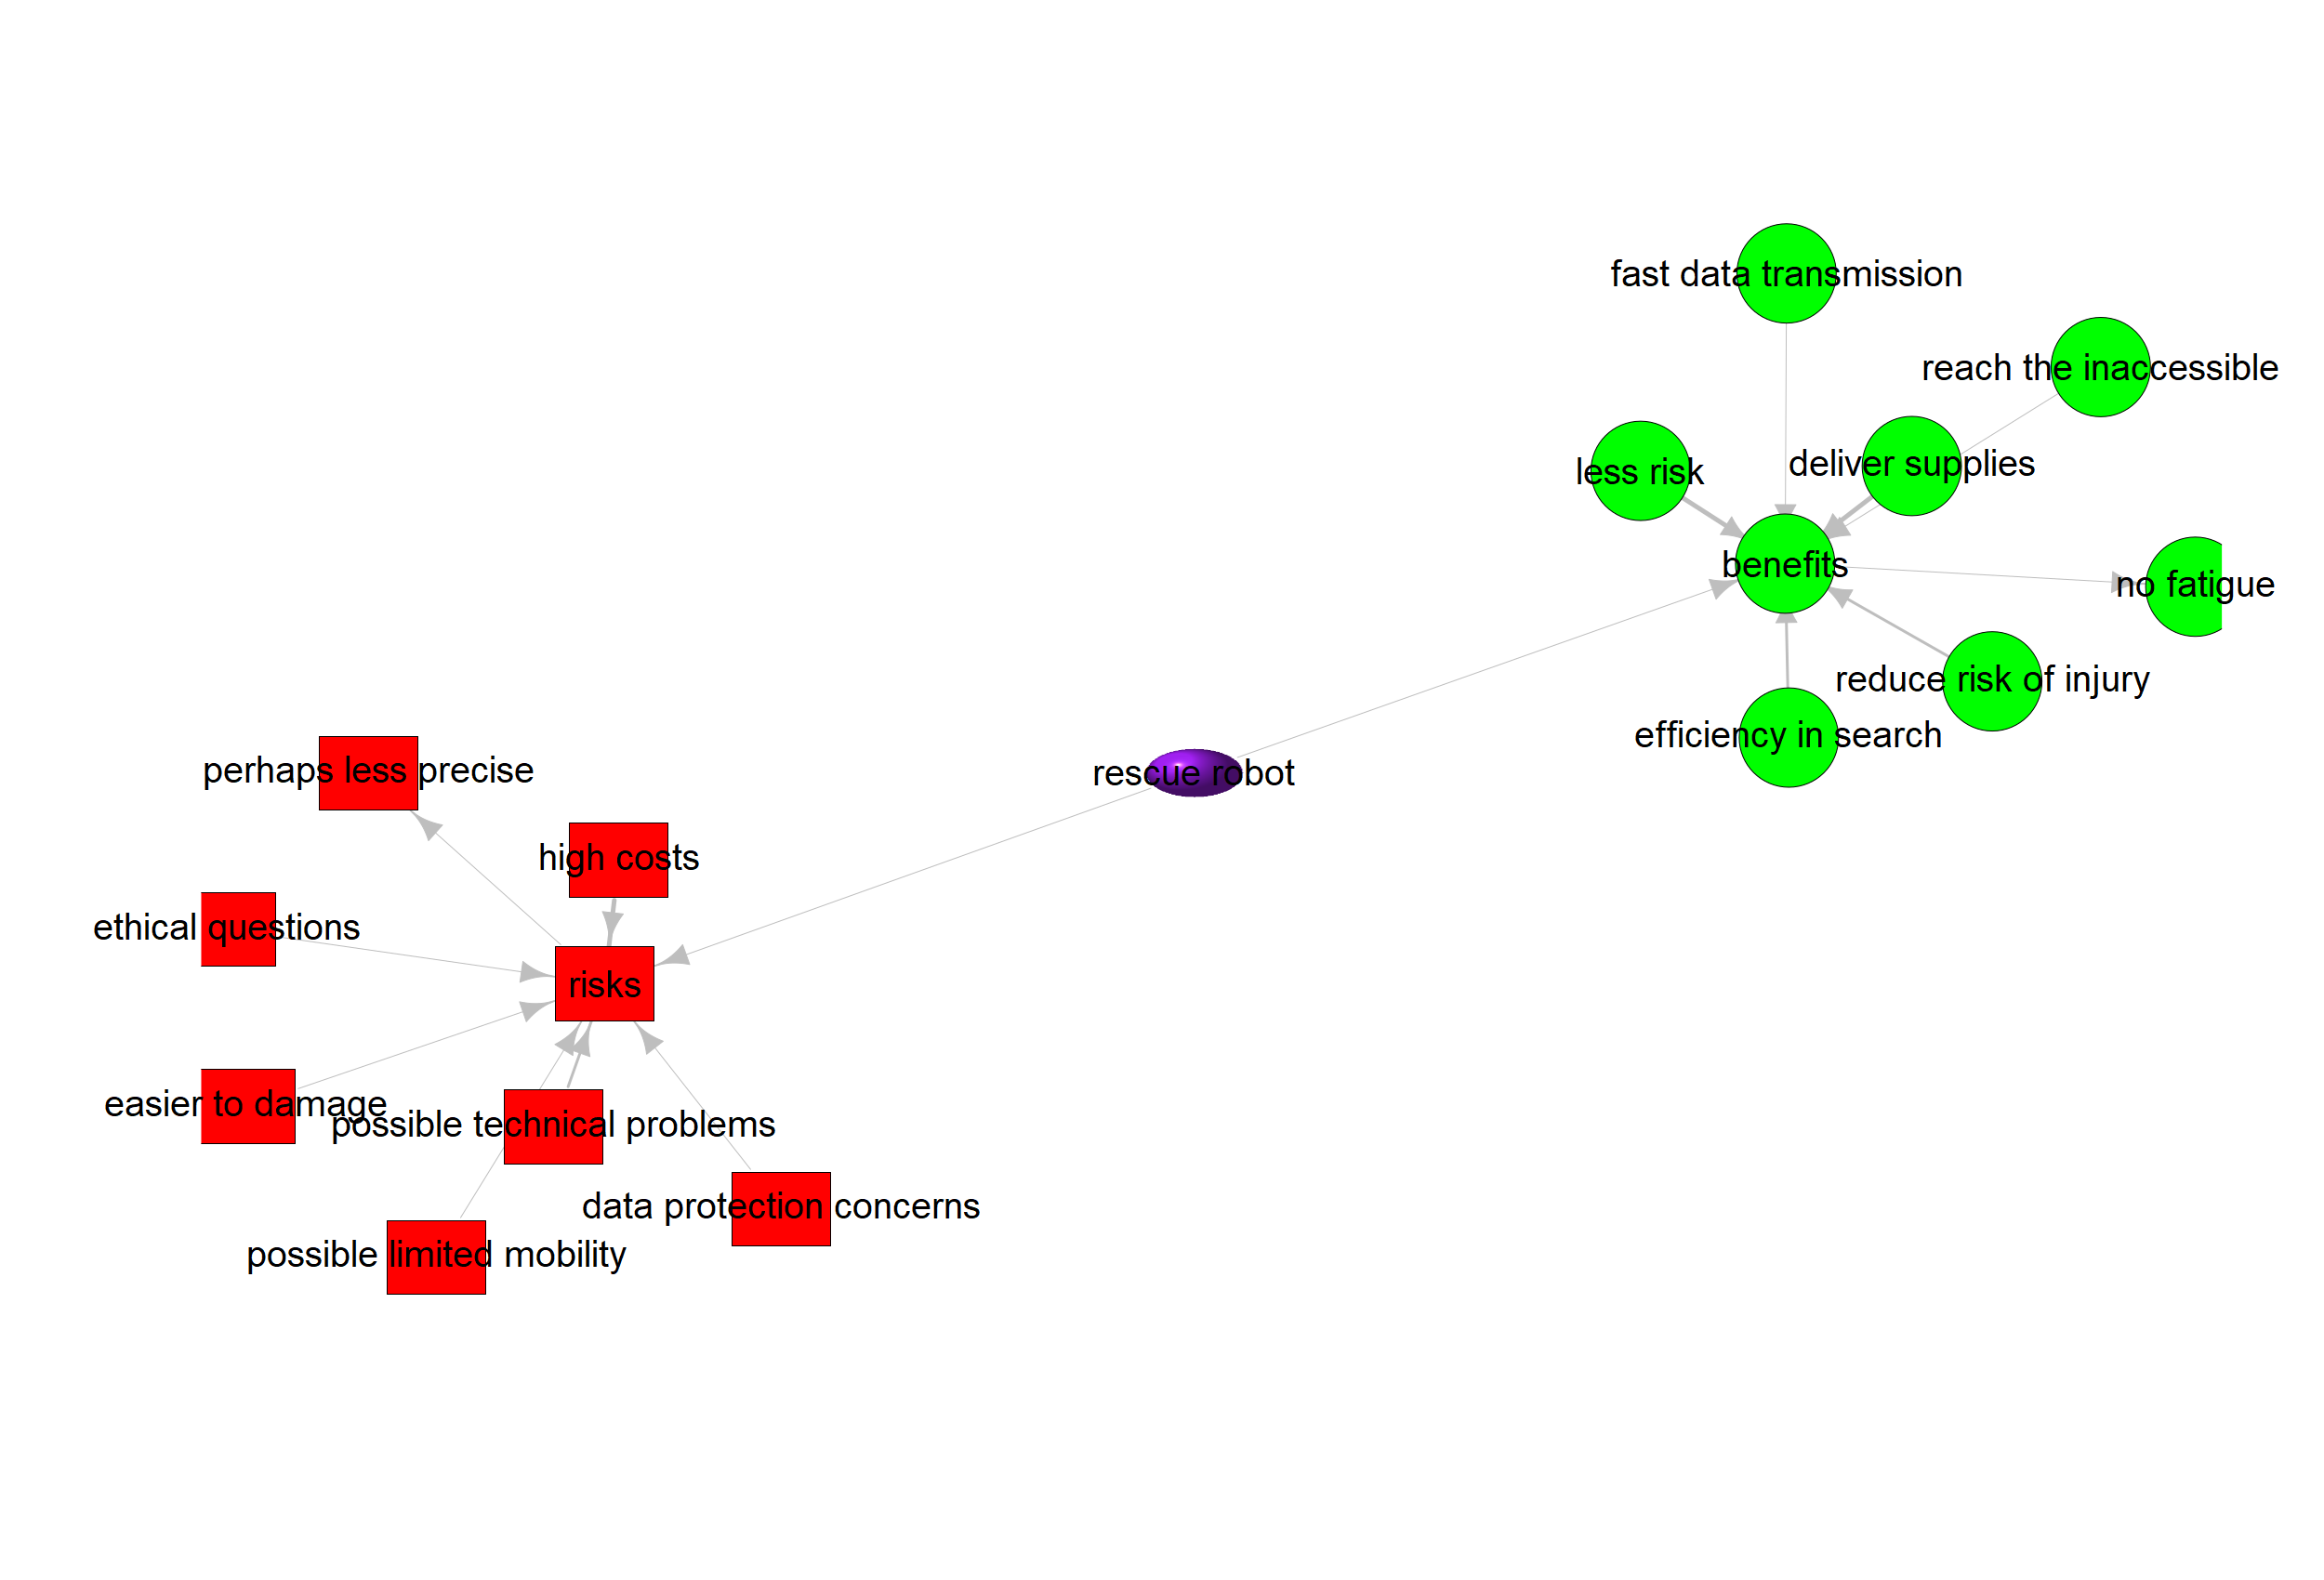 fast data transmission
reach the inaccessible
less risk
deliver supplies
benefits
no fatigue
reduce risk of injury
efficiency in search
rescue robot
perhaps less precise
high costs
ethical questions
risks
easier to damage
possible technical problems
data protection concerns
possible limited mobility